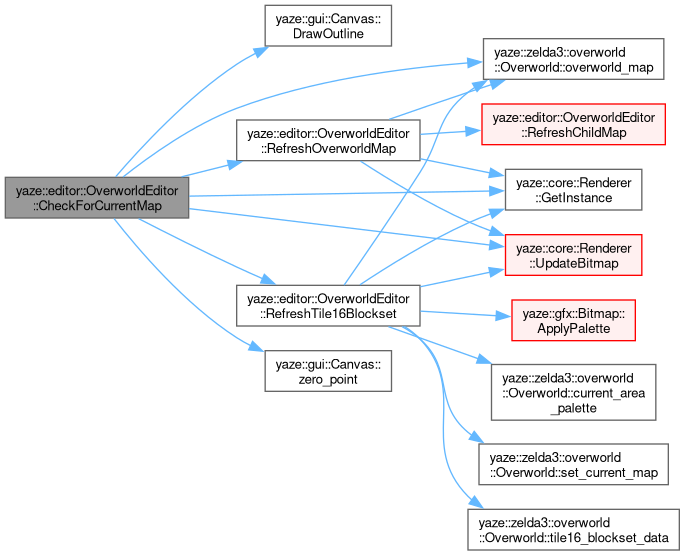 yaze::gui::Canvas::
DrawOutline
yaze::zelda3::overworld
::Overworld::overworld_map
yaze::editor::OverworldEditor
::RefreshChildMap
yaze::editor::OverworldEditor
::RefreshOverworldMap
yaze::core::Renderer
::GetInstance
yaze::editor::OverworldEditor
::CheckForCurrentMap
yaze::core::Renderer
::UpdateBitmap
yaze::editor::OverworldEditor
::RefreshTile16Blockset
yaze::gfx::Bitmap::
ApplyPalette
yaze::gui::Canvas::
zero_point
yaze::zelda3::overworld
::Overworld::current_area
_palette
yaze::zelda3::overworld
::Overworld::set_current_map
yaze::zelda3::overworld
::Overworld::tile16_blockset_data